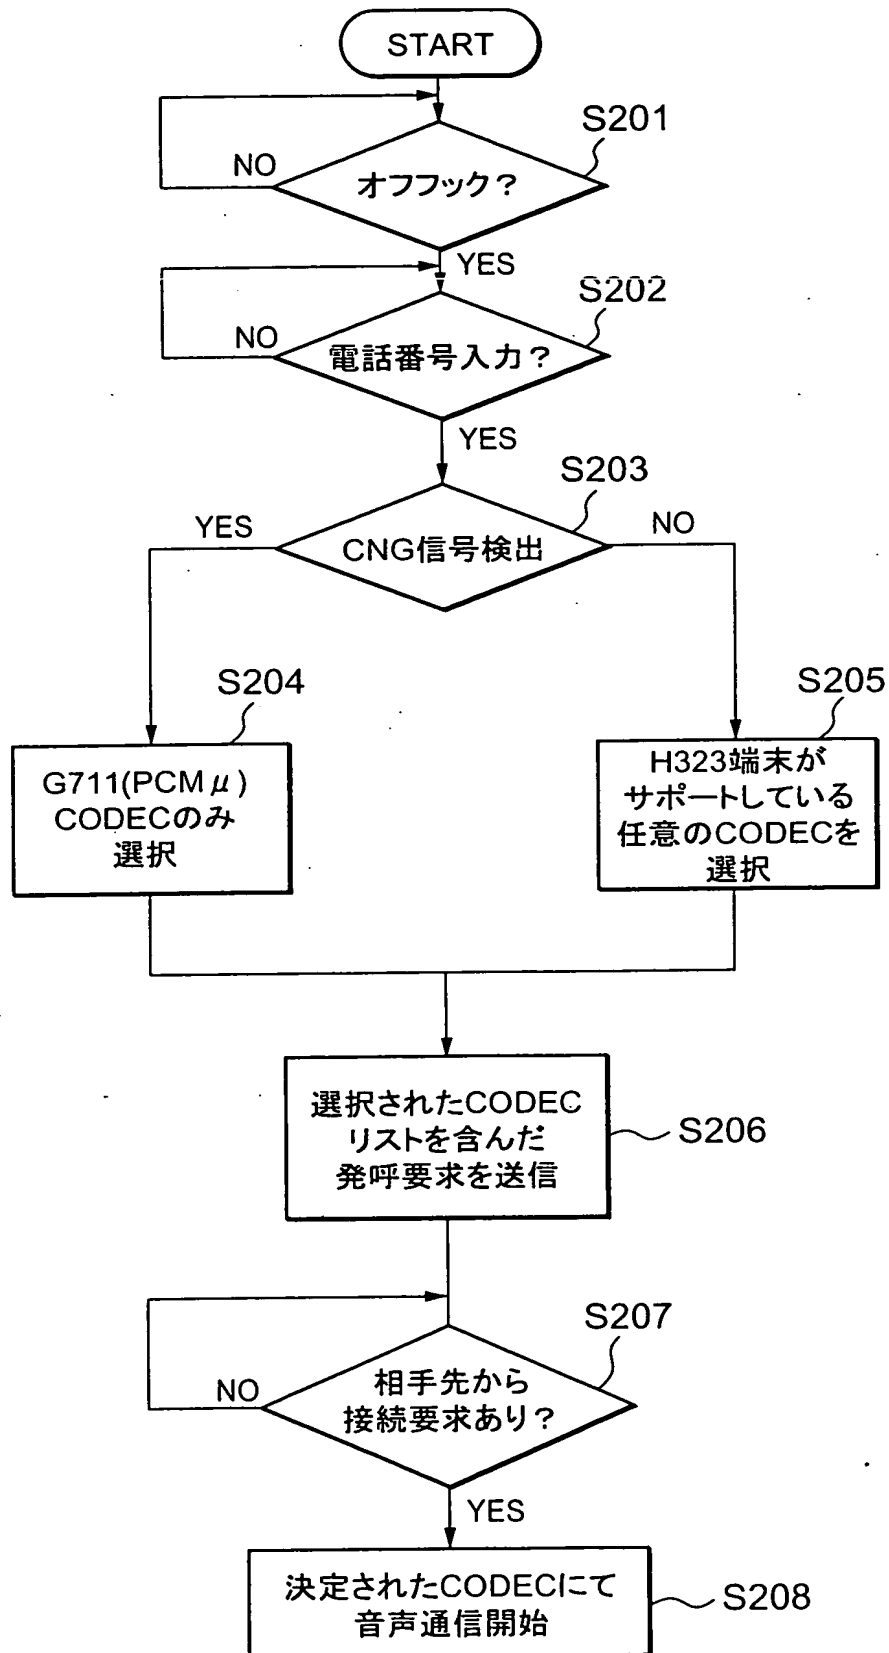 START
S201
NO
オフフック？
YES
S202
NO
電話番号入力？
YES
S203
YES
CNG信号検出
NO
S204
G711(PCMμ)
CODECのみ
選択
S205
H323端末が
サポートしている
任意のCODECを
選択
選択されたCODEC
リストを含んだ
発呼要求を送信
S206
S207
NO
相手先から
接続要求あり？
YES
決定されたCODECにて
音声通信開始
S208